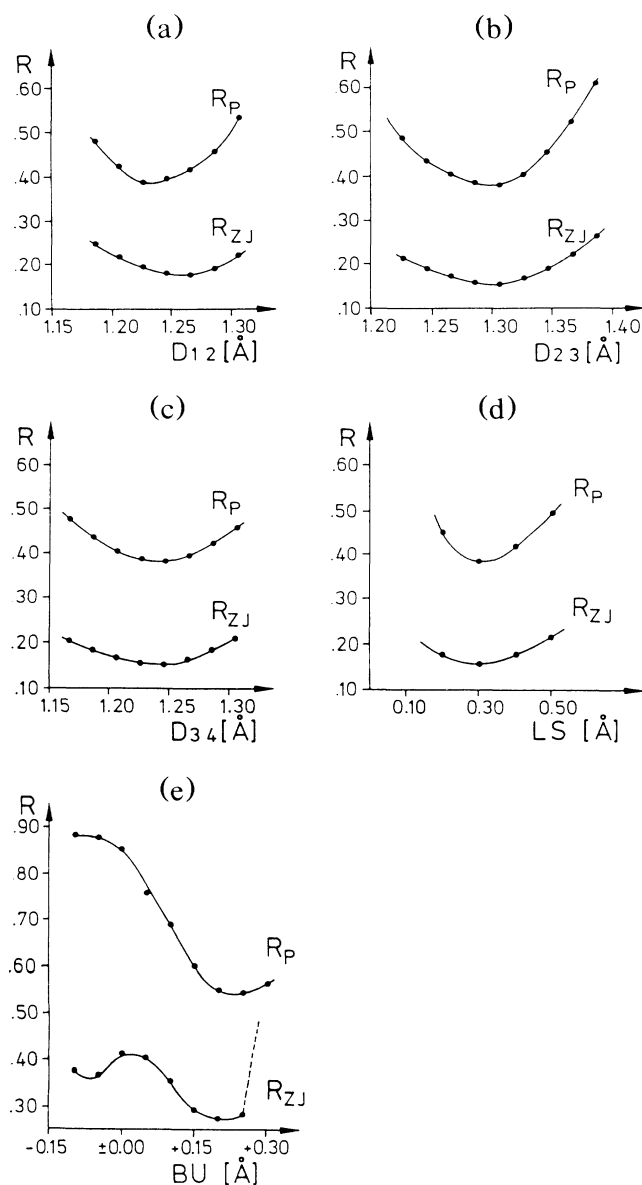 (a)
R
.60
.50
.40
.30
.20
.10
R_P
R_ZJ
1.15 1.20 1.25 1.30
D12 [Å]
(b)
.60
.50
.40
.30
.20
.10
R_P
R_ZJ
1.20 1.25 1.30 1.35 1.40
D23 [Å]
(c)
R
.60
.50
.40
.30
.20
.10
R_P
R_ZJ
1.15 1.20 1.25 1.30
D34 [Å]
(d)
.60
.50
.40
.30
.20
.10
R_P
R_ZJ
0.10 0.30 0.50
LS [Å]
(e)
R
.90
.80
.70
.60
.50
.40
.30
R_P
R_ZJ
-0.15 ±0.00 +0.15 +0.30
BU [Å]